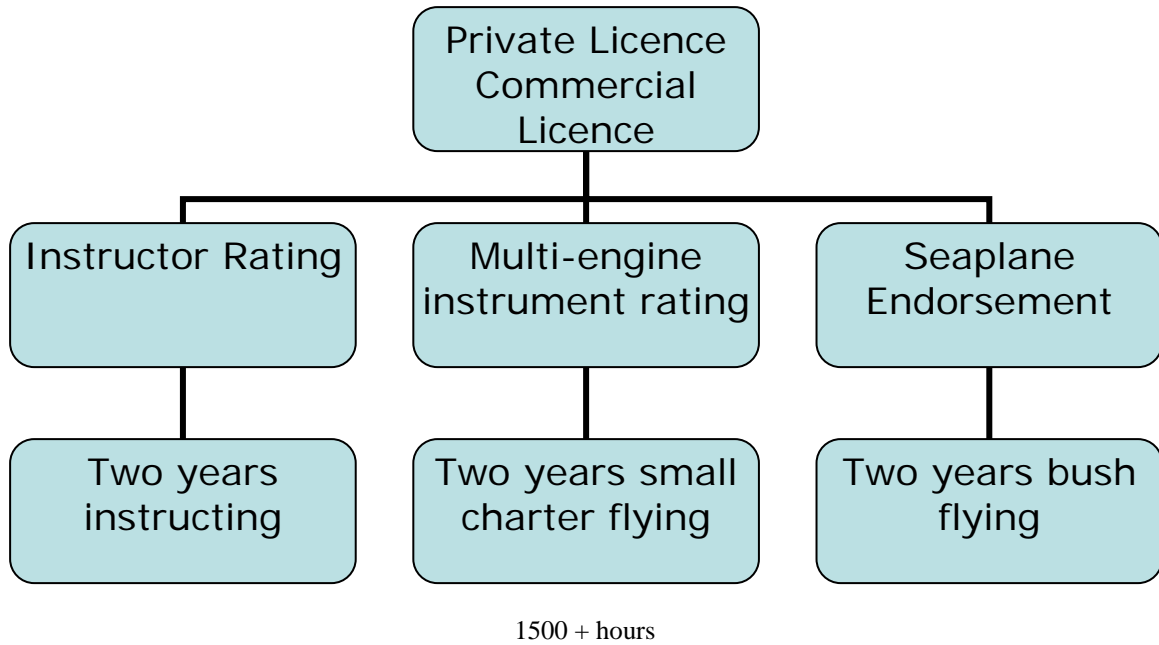 Private Licence
Commercial
Licence
Instructor Rating
Multi-engine
instrument rating
Seaplane
Endorsement
Two years
instructing
Two years small
charter flying
Two years bush
flying
1500 + hours